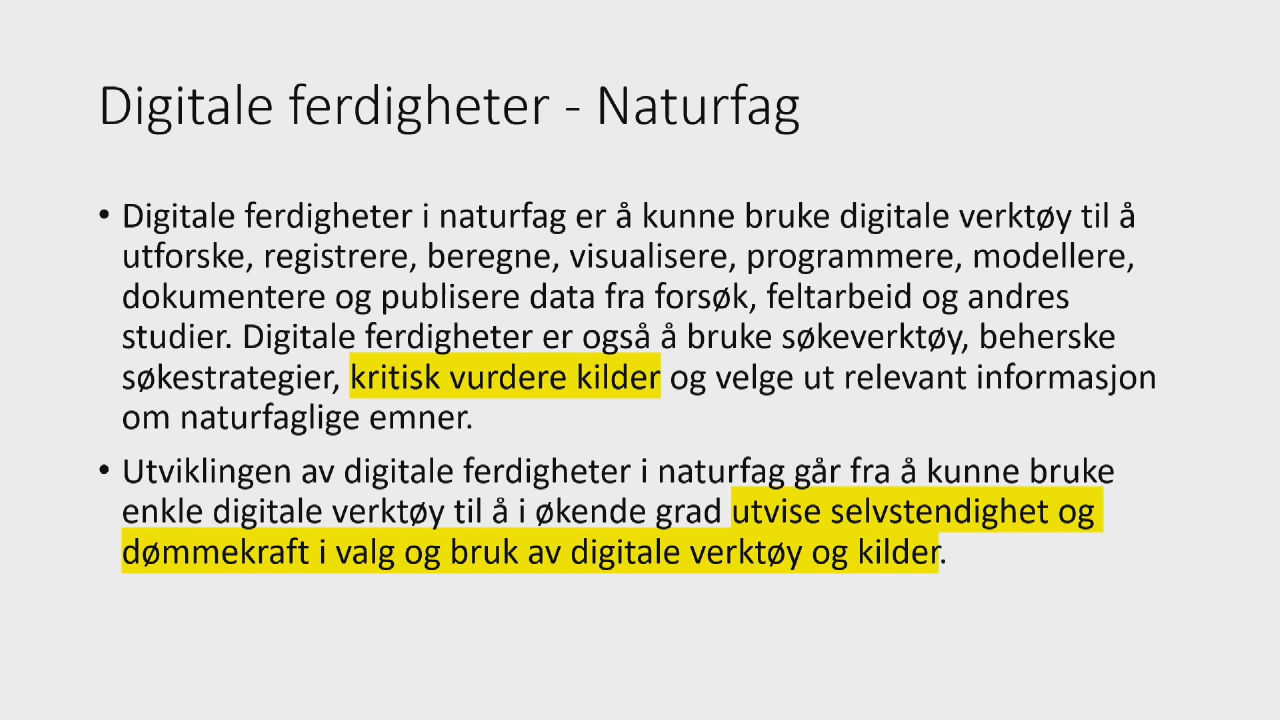 Digitale ferdigheter - Naturfag
• Digitale ferdigheter i naturfag er å kunne bruke digitale verktøy til å
utforske, registrere, beregne, visualisere, programmere, modellere,
dokumentere og publisere data fra forsøk, feltarbeid og andres
studier. Digitale ferdigheter er også å bruke søkeverktøy, beherske
søkestrategier, kritisk vurdere kilder og velge ut relevant informasjon
om naturfaglige emner.
• Utviklingen av digitale ferdigheter i naturfag går fra å kunne bruke
enkle digitale verktøy til å i økende grad utvise selvstendighet og
dømmekraft i valg og bruk av digitale verktøy og kilder.